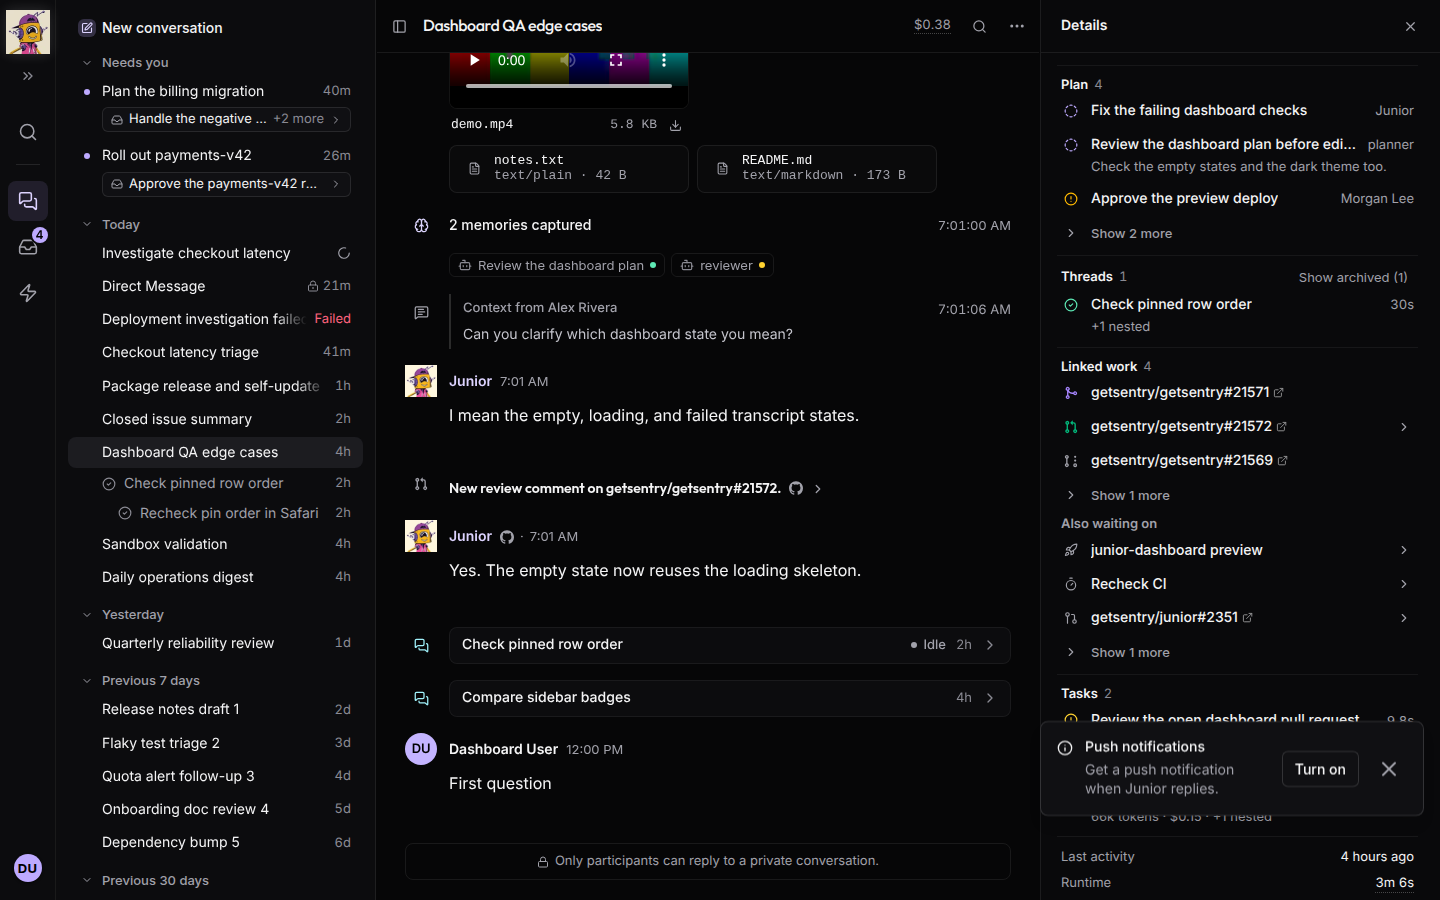 New conversation
Needs you
Plan the billing migration 40m
Handle the negative ... +2 more
Roll out payments-v42 26m
Approve the payments-v42 r...
Today
Investigate checkout latency
Direct Message 21m
Deployment investigation failed Failed
Checkout latency triage 41m
Package release and self-update 1h
Closed issue summary 2h
Dashboard QA edge cases 4h
Check pinned row order 2h
Recheck pin order in Safari 2h
Sandbox validation 4h
Daily operations digest 4h
Yesterday
Quarterly reliability review 1d
Previous 7 days
Release notes draft 1 2d
Flaky test triage 2 3d
Quota alert follow-up 3 4d
Onboarding doc review 4 5d
Dependency bump 5 6d
Previous 30 days
4
DU
Dashboard QA edge cases $0.38
0:00
demo.mp4 5.8 KB
notes.txt
text/plain · 42 B
README.md
text/markdown · 173 B
2 memories captured 7:01:00 AM
Review the dashboard plan
reviewer
Context from Alex Rivera 7:01:06 AM
Can you clarify which dashboard state you mean?
Junior 7:01 AM
I mean the empty, loading, and failed transcript states.
New review comment on getsentry/getsentry#21572.
Junior · 7:01 AM
Yes. The empty state now reuses the loading skeleton.
Check pinned row order Idle 2h
Compare sidebar badges 4h
DU Dashboard User 12:00 PM
First question
Only participants can reply to a private conversation.
Details
Plan 4
Fix the failing dashboard checks Junior
Review the dashboard plan before edi... planner
Check the empty states and the dark theme too.
Approve the preview deploy Morgan Lee
Show 2 more
Threads 1 Show archived (1)
Check pinned row order 30s
+1 nested
Linked work 4
getsentry/getsentry#21571
getsentry/getsentry#21572
getsentry/getsentry#21569
Show 1 more
Also waiting on
junior-dashboard preview
Recheck CI
getsentry/junior#2351
Show 1 more
Tasks 2
Review the open dashboard pull request 9.8s
Push notifications
Get a push notification
when Junior replies.
Turn on
66k tokens · $0.15 · +1 nested
Last activity 4 hours ago
Runtime 3m 6s